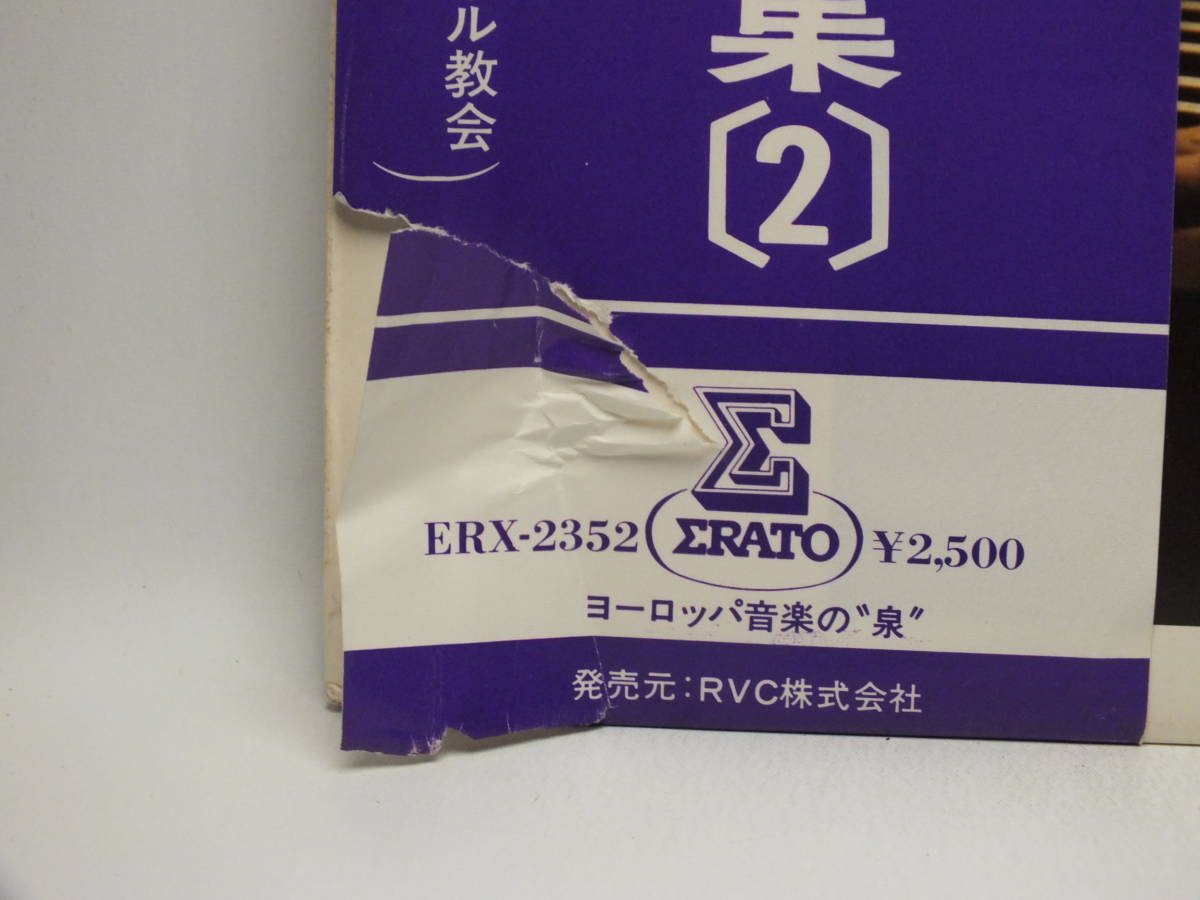 集
〔2〕
ル教会)
Σ
ERX-2352
ΣRATO
¥2,500
ヨーロッパ音楽の〝泉〟
発売元:RVC株式会社